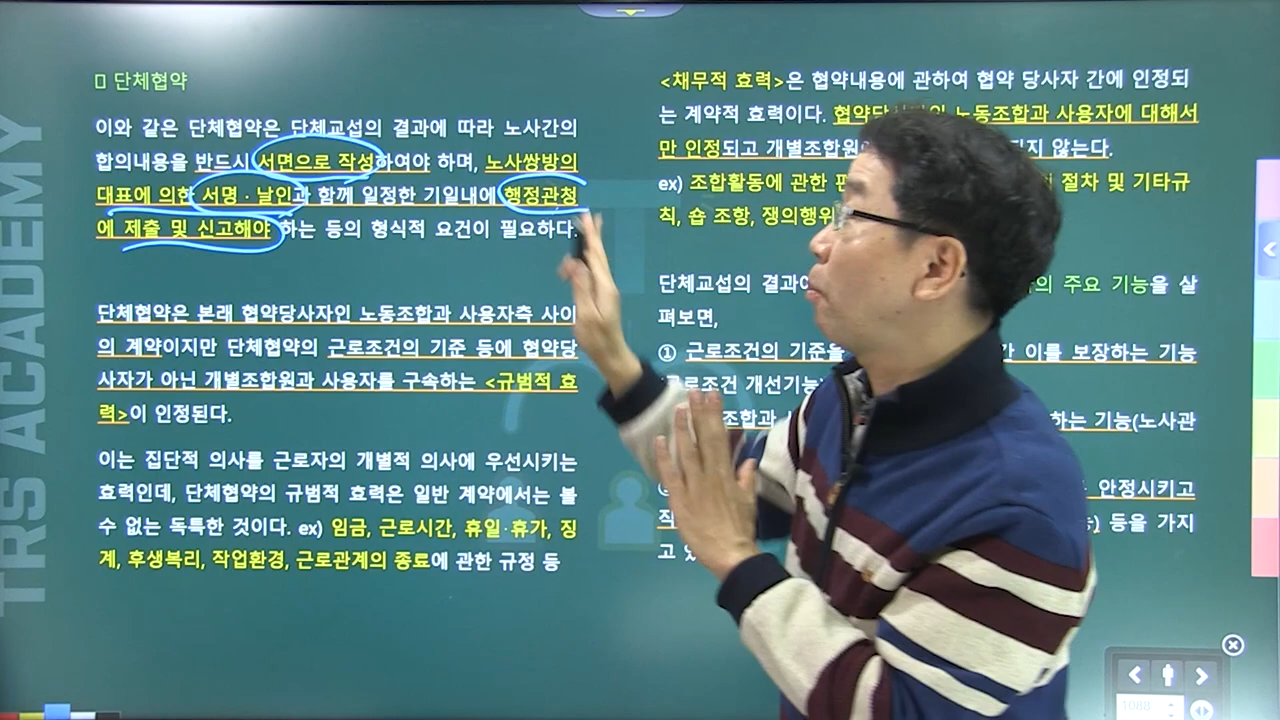 TRS ACADEMY
단체협약
이와 같은 단체협약은 단체교섭의 결과에 따라 노사간의
합의내용을 반드시 서면으로 작성하여야 하며, 노사쌍방의
대표에 의한 서명 · 날인과 함께 일정한 기일내에 행정관청
에 제출 및 신고해야 하는 등의 형식적 요건이 필요하다.
단체협약은 본래 협약당사자인 노동조합과 사용자측 사이
의 계약이지만 단체협약의 근로조건의 기준 등에 협약당
사자가 아닌 개별조합원과 사용자를 구속하는 <규범적 효
력>이 인정된다.
이는 집단적 의사를 근로자의 개별적 의사에 우선시키는
효력인데, 단체협약의 규범적 효력은 일반 계약에서는 볼
수 없는 독특한 것이다. ex) 임금, 근로시간, 휴일·휴가, 징
계, 후생복리, 작업환경, 근로관계의 종료에 관한 규정 등
<채무적 효력>은 협약내용에 관하여 협약 당사자 간에 인정되
는 계약적 효력이다. 노동조합과 사용자에 대해서
만 인정되고 않는다.
ex) 조합활동에 관한 절차 및 기타규
칙, 숍 조항, 쟁의행위
단체교섭의 주요 기능을 살
펴보면,
① 근로조건의 이를 보장하는 기능
개선기능
하는 기능(노사관
안정시키고
등을 가지
고
1088